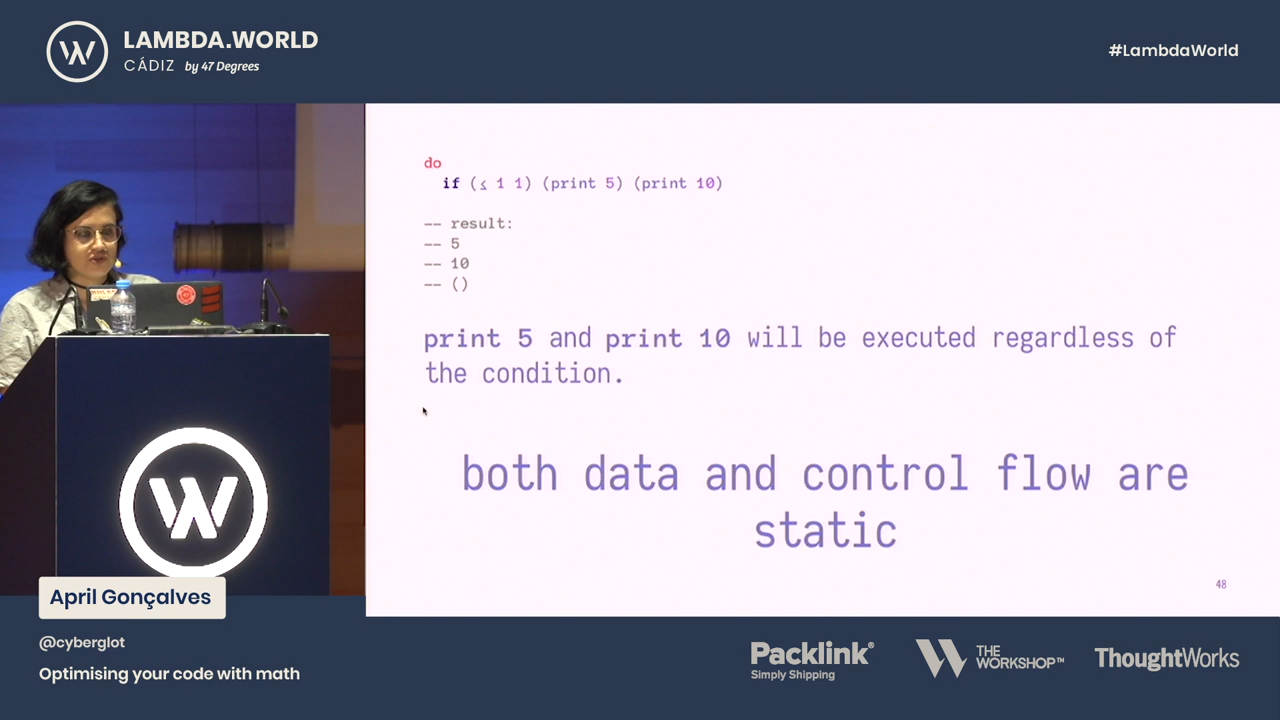 LAMBDA.WORLD
CÁDIZ by 47 Degrees
#LambdaWorld
do
if (< 1 1) (print 5) (print 10)
-- result:
-- 5
-- 10
-- ()
print 5 and print 10 will be executed regardless of
the condition.
both data and control flow are
static
48
April Gonçalves
@cyberglot
Optimising your code with math
Packlink®
Simply Shipping
THE
WORKSHOP™
ThoughtWorks